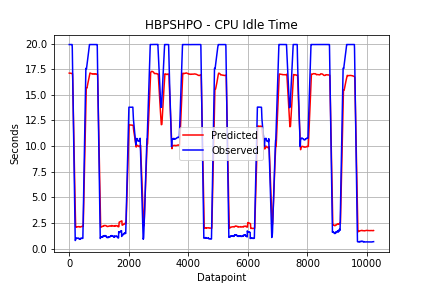 HBPSHPO - CPU Idle Time
20.0
17.5
15.0
12.5
10.0
7.5
5.0
2.5
0.0
Seconds
Predicted
Observed
0 2000 4000 6000 8000 10000
Datapoint